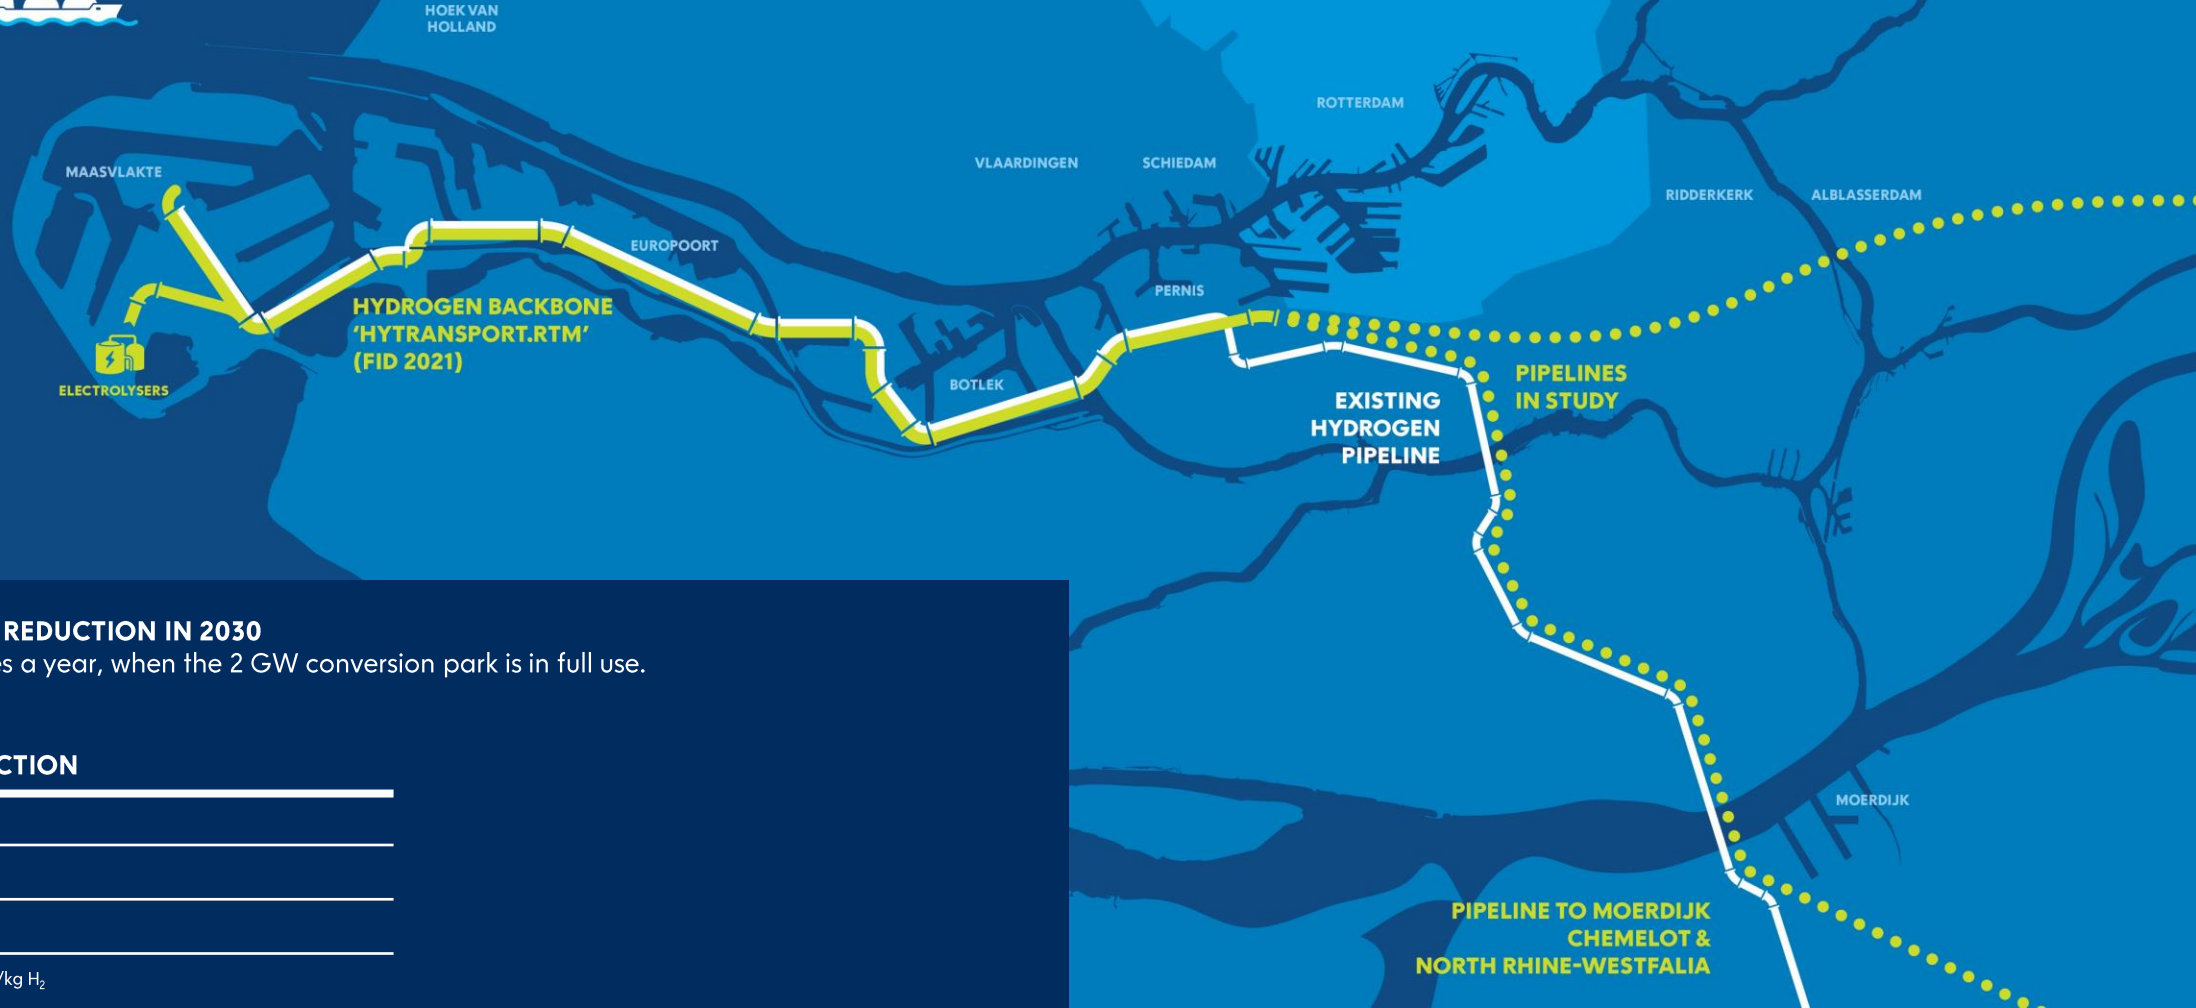 HOEK VAN
HOLLAND
ROTTERDAM
MAASVLAKTE
VLAARDINGEN
SCHIEDAM
RIDDERKERK
ALBLASSERDAM
EUROPOORT
PERNIS
HYDROGEN BACKBONE
‘HYTRANSPORT.RTM’
(FID 2021)
ELECTROLYSERS
BOTLEK
PIPELINES
IN STUDY
EXISTING
HYDROGEN
PIPELINE
REDUCTION IN 2030
a year, when the 2 GW conversion park is in full use.
MOERDIJK
PIPELINE TO MOERDIJK
CHEMELOT &
NORTH RHINE-WESTFALIA
/kg H₂